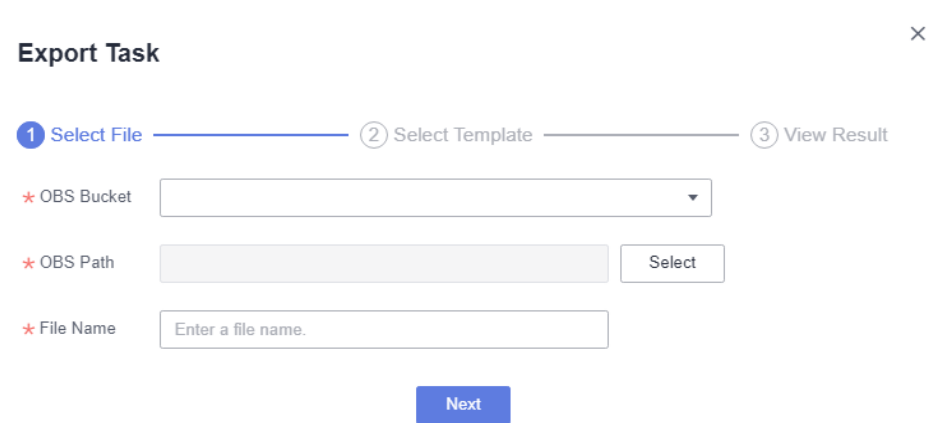 Export Task
1 Select File 2 Select Template 3 View Result
* OBS Bucket
* OBS Path Select
* File Name Enter a file name.
Next